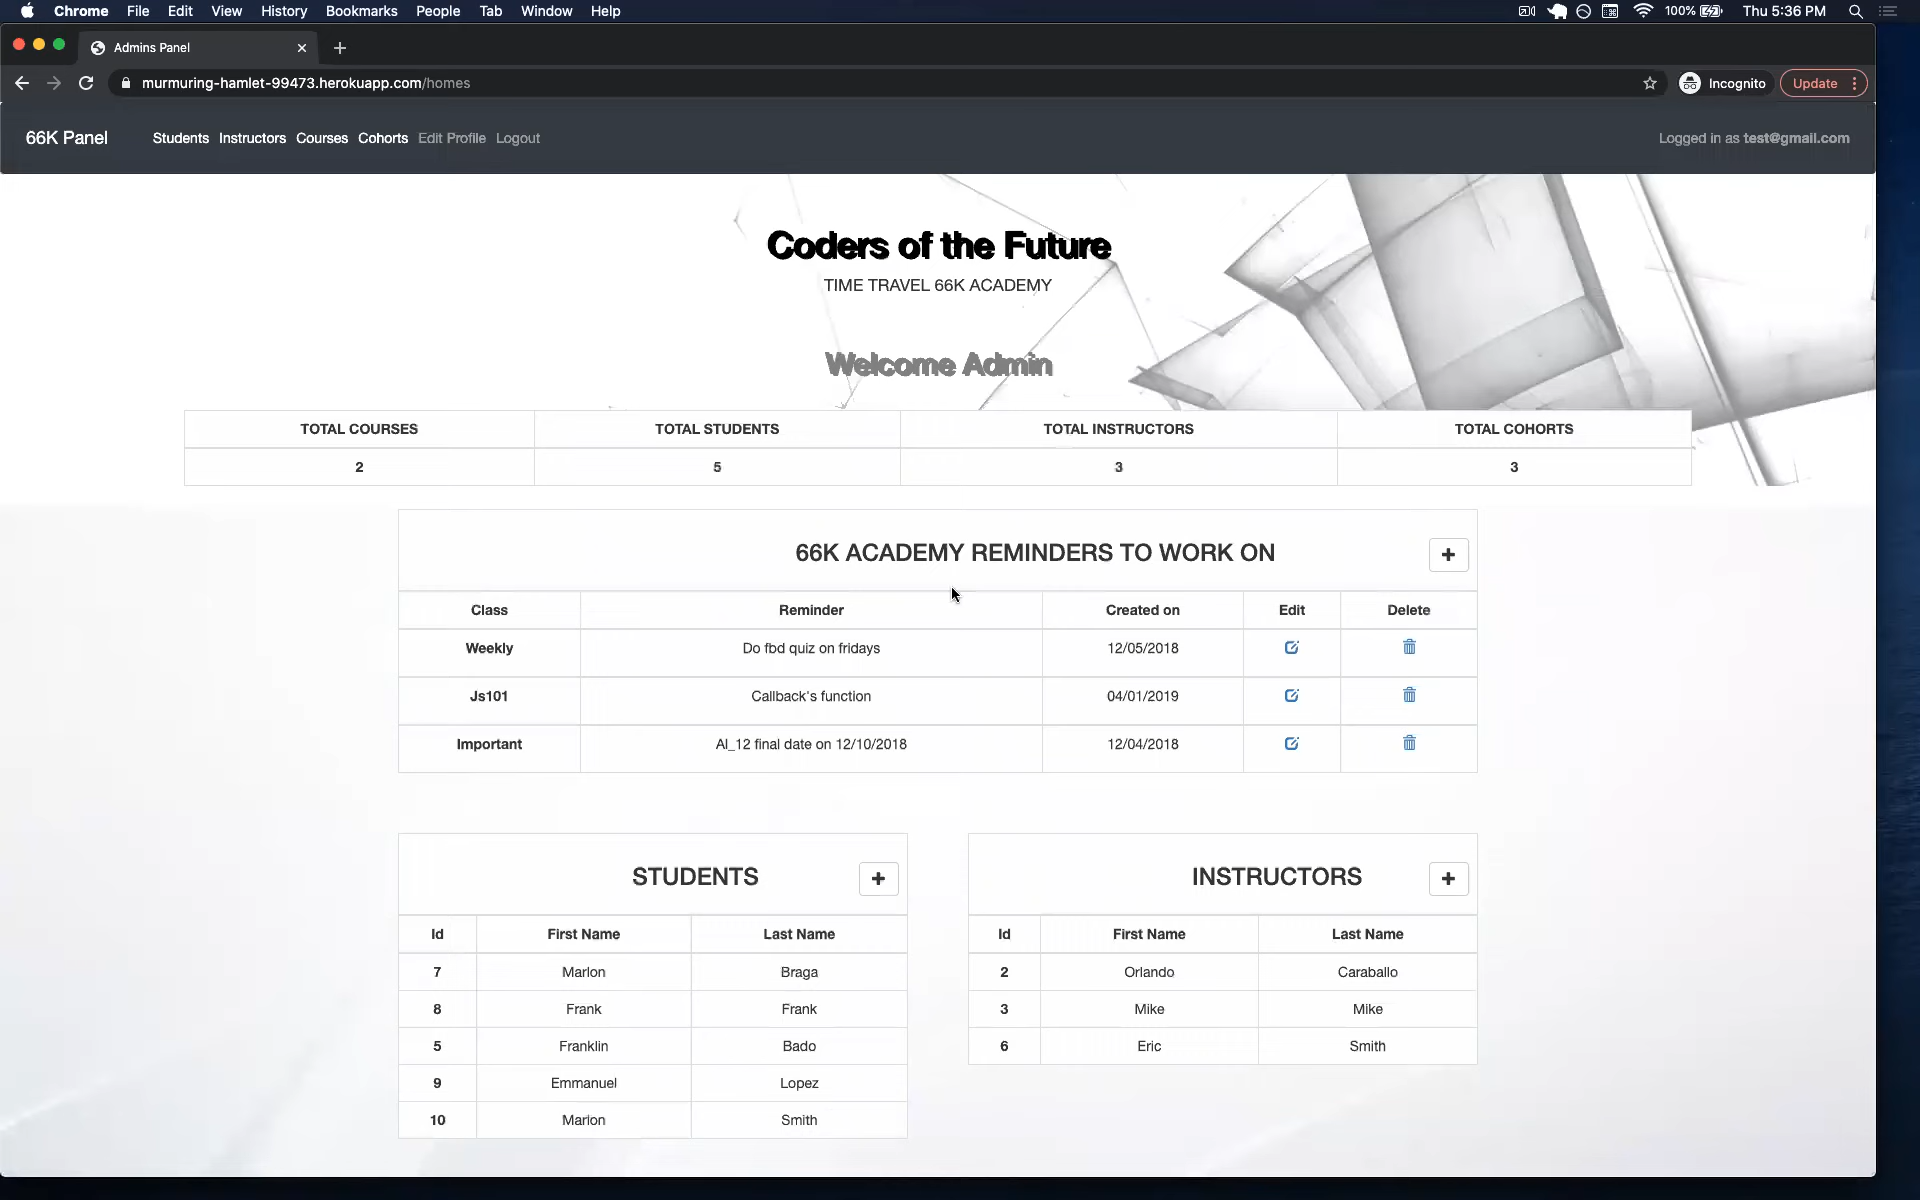 Chrome File Edit View History Bookmarks People Tab Window Help 100% Thu 5:36 PM
Admins Panel
murmuring-hamlet-99473.herokuapp.com/homes Incognito Update
66K Panel Students Instructors Courses Cohorts Edit Profile Logout Logged in as test@gmail.com
Coders of the Future
TIME TRAVEL 66K ACADEMY
Welcome Admin
TOTAL COURSES TOTAL STUDENTS TOTAL INSTRUCTORS TOTAL COHORTS
2 5 3 3
66K ACADEMY REMINDERS TO WORK ON
Class Reminder Created on Edit Delete
Weekly Do fbd quiz on fridays 12/05/2018
Js101 Callback's function 04/01/2019
Important AI_12 final date on 12/10/2018 12/04/2018
STUDENTS
Id First Name Last Name
7 Marlon Braga
8 Frank Frank
5 Franklin Bado
9 Emmanuel Lopez
10 Marion Smith
INSTRUCTORS
Id First Name Last Name
2 Orlando Caraballo
3 Mike Mike
6 Eric Smith